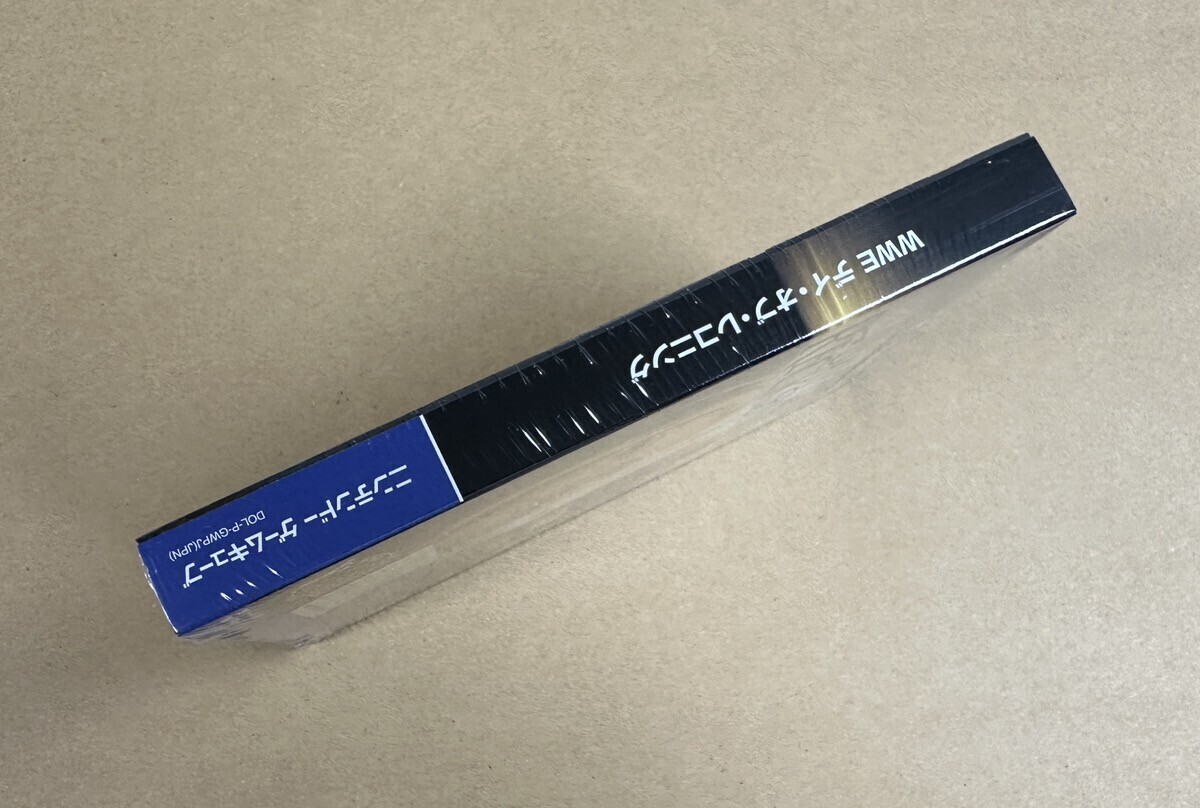 WWE デイ・オブ・レコニング
ニンテンドー ゲームキューブ
DOL-P-GWPJ(JPN)